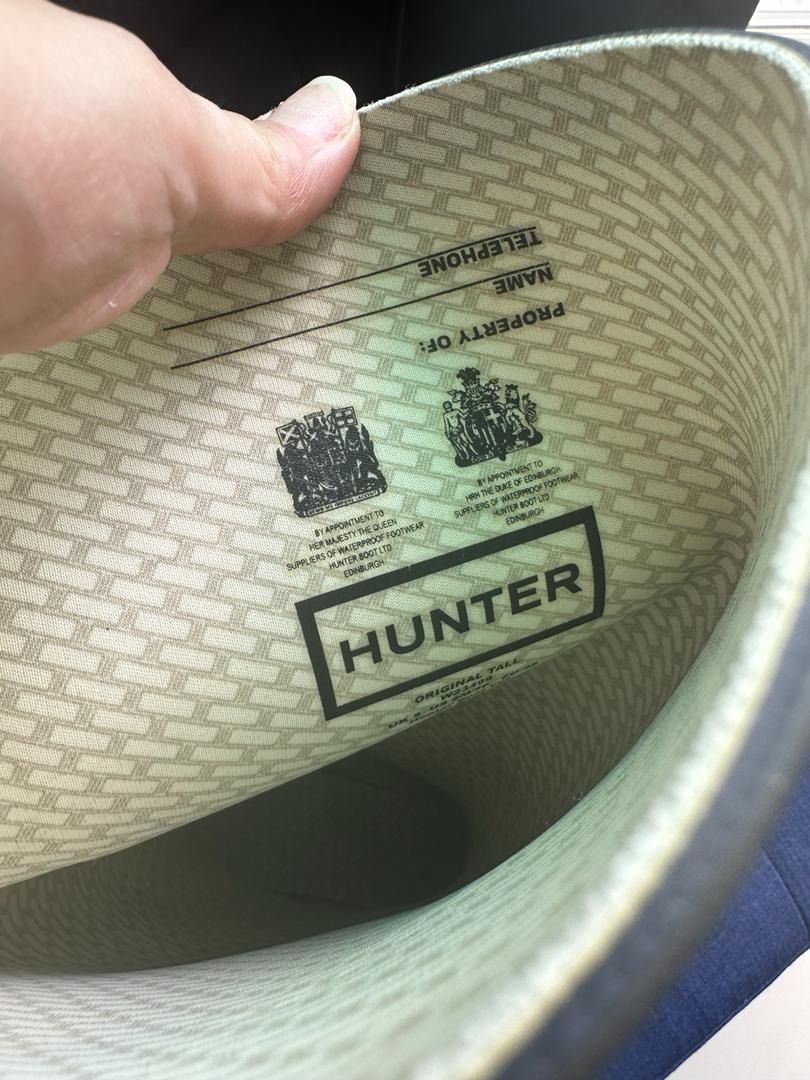 TELEPHONE
NAME
PROPERTY OF:
BY APPOINTMENT TO
HER MAJESTY THE QUEEN
SUPPLIERS OF WATERPROOF FOOTWEAR
HUNTER BOOT LTD
EDINBURGH
BY APPOINTMENT TO
HRH THE DUKE OF EDINBURGH
SUPPLIERS OF WATERPROOF FOOTWEAR
HUNTER BOOT LTD
EDINBURGH
HUNTER
ORIGINAL TALL
UK